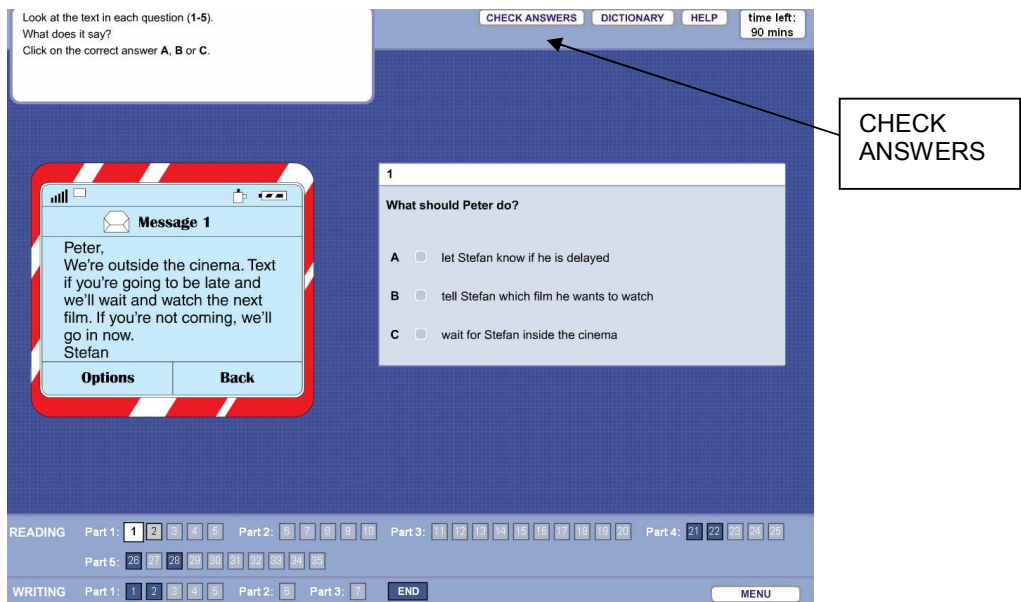 Look at the text in each question (1-5).
What does it say?
Click on the correct answer A, B or C.
CHECK ANSWERS DICTIONARY HELP
time left:
90 mins
CHECK
ANSWERS
Message 1
Peter,
We're outside the cinema. Text
if you're going to be late and
we'll wait and watch the next
film. If you're not coming, we'll
go in now.
Stefan
Options Back
1
What should Peter do?
A let Stefan know if he is delayed
B tell Stefan which film he wants to watch
C wait for Stefan inside the cinema
READING Part 1: 1 2 3 4 5 Part 2: 6 7 8 9 10 Part 3: 11 12 13 14 15 16 17 18 19 20 Part 4: 21 22 23 24 25
Part 5: 26 27 28 29 30 31 32 33 34 35
WRITING Part 1: 1 2 3 4 5 Part 2: 6 Part 3: 7 END
MENU